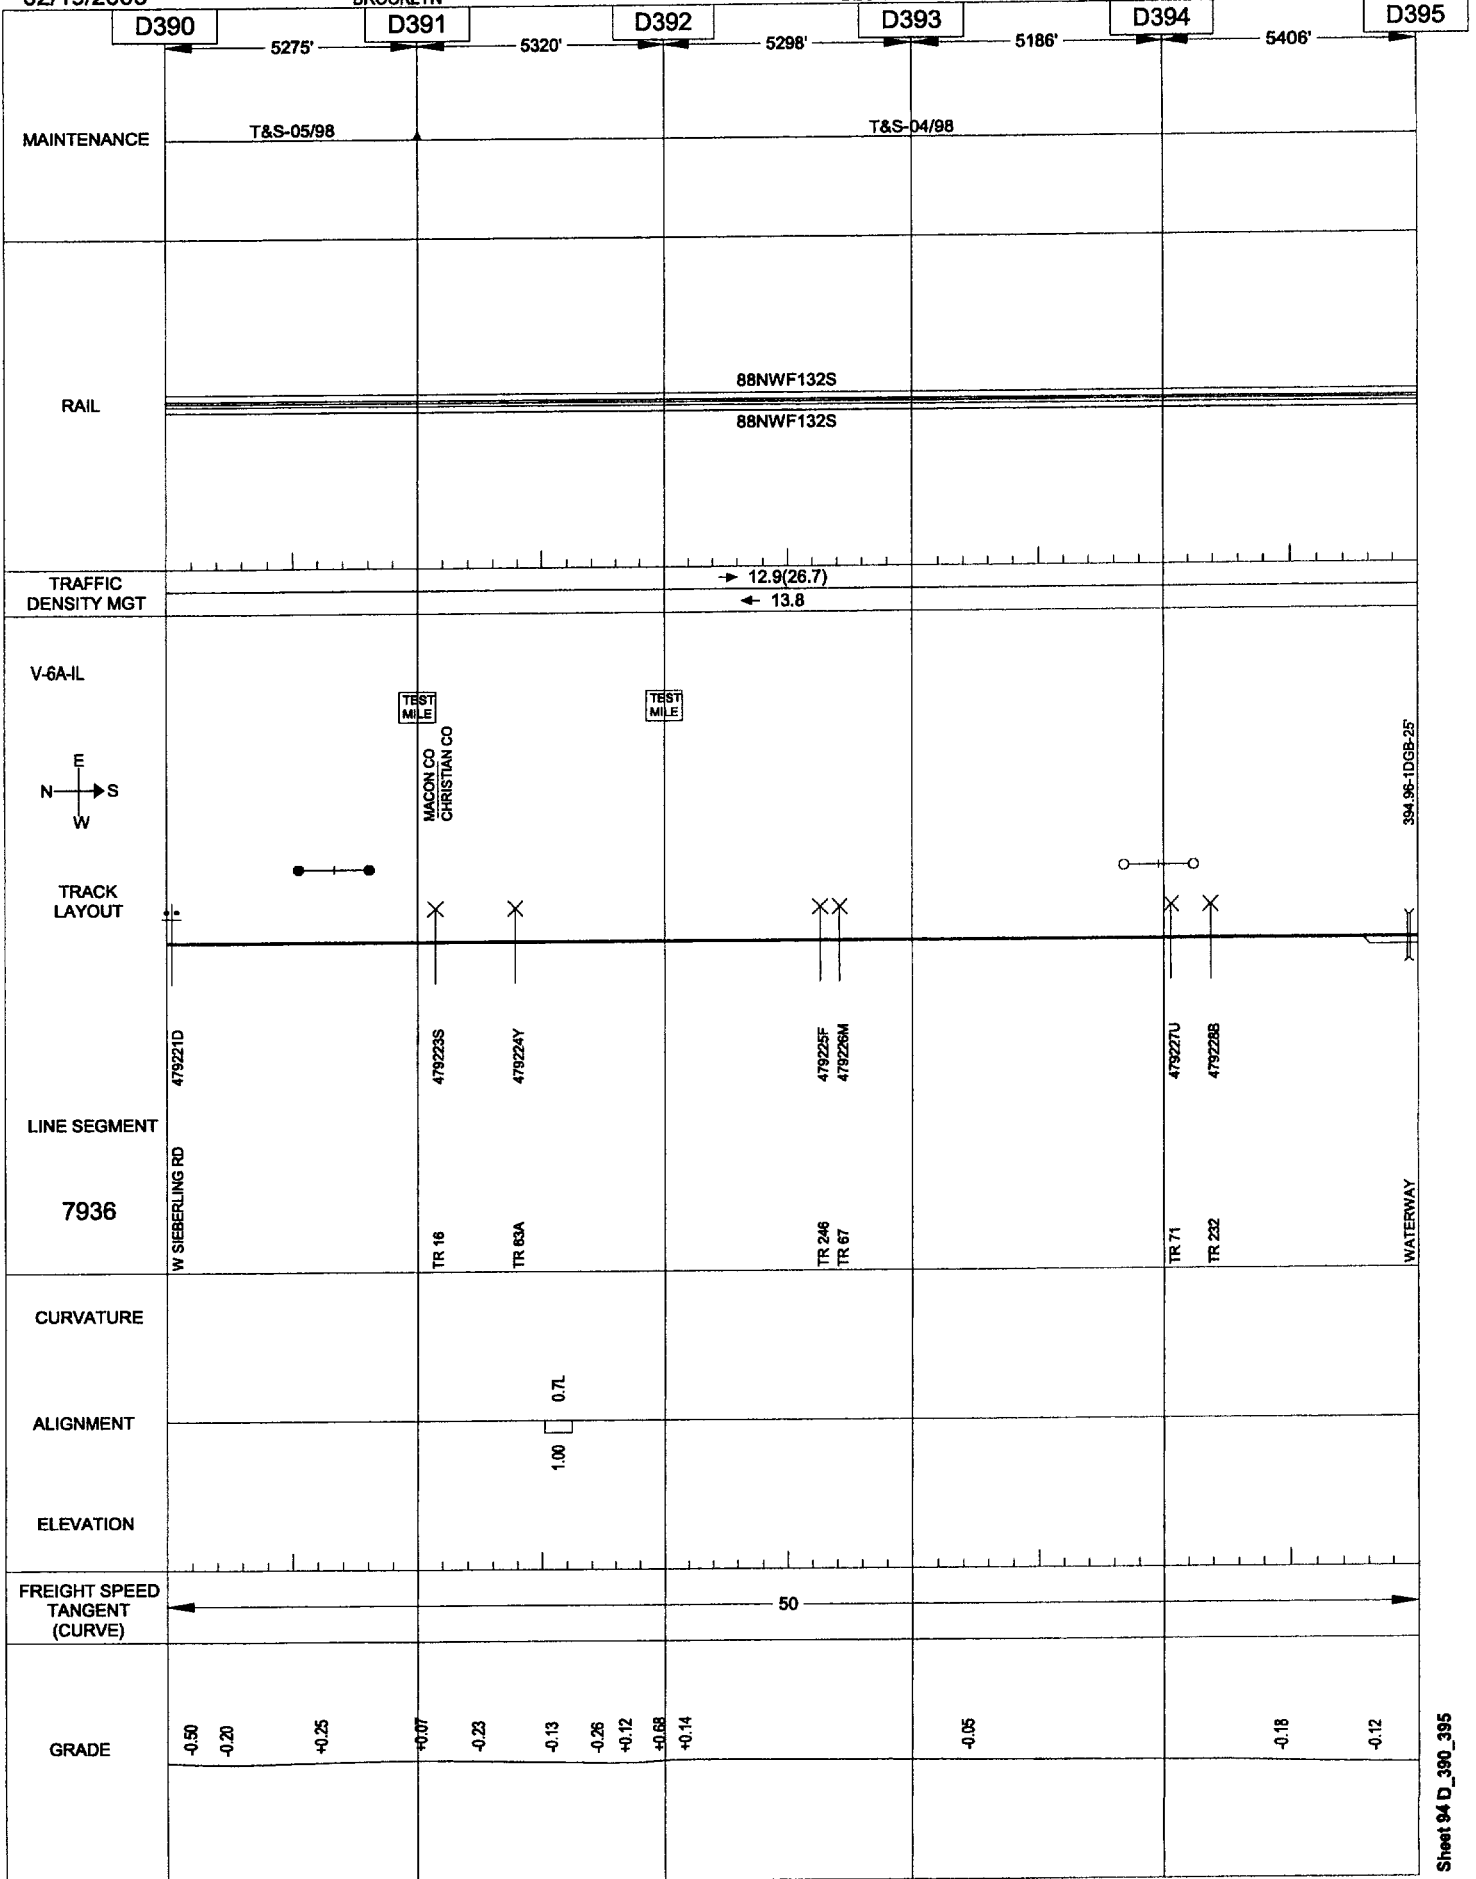 D390 D391 D392 D393 D394 D395
5275' 5320' 5298' 5186' 5406'
MAINTENANCE
T&S-05/98
T&S-04/98
RAIL
88NWF132S
88NWF132S
TRAFFIC
DENSITY MGT
12.9(26.7)
13.8
V-6A-IL
TEST
MILE
TEST
MILE
MACON CO
CHRISTIAN CO
394.96-1DGB-25'
E
N S
W
TRACK
LAYOUT
479221D
479223S
479224Y
479225F
479226M
479227U
479228B
LINE SEGMENT
7936
W SIEBERLING RD
TR 16
TR 63A
TR 246
TR 67
TR 71
TR 232
WATERWAY
CURVATURE
0.7L
ALIGNMENT
1.00
ELEVATION
FREIGHT SPEED
TANGENT
(CURVE)
50
GRADE
-0.50
-0.20
+0.25
+0.07
-0.23
-0.13
-0.26
+0.12
+0.68
+0.14
-0.05
-0.18
-0.12
Sheet 94 D_390_395